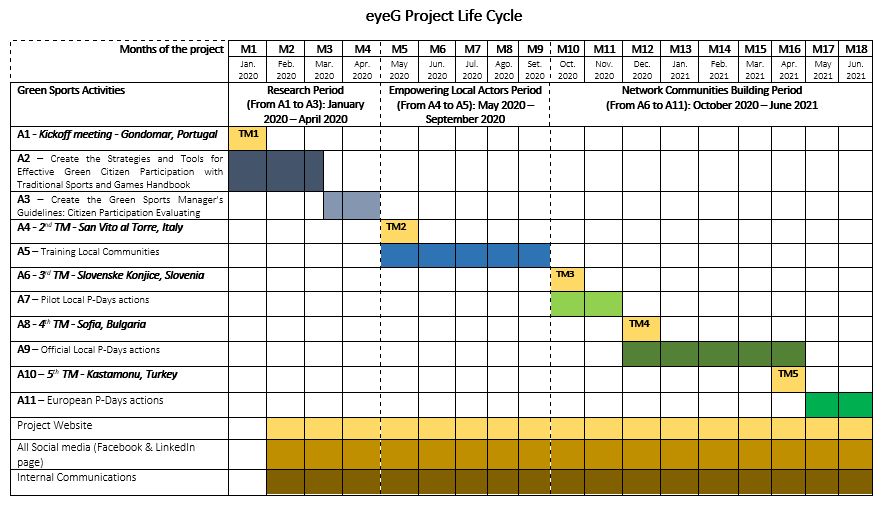 eyeG Project Life Cycle
Months of the project M1 M2 M3 M4 M5 M6 M7 M8 M9 M10 M11 M12 M13 M14 M15 M16 M17 M18
Jan. Feb. Mar. Apr. May Jun. Jul. Ago. Set. Oct. Nov. Dec. Jan. Feb. Mar. Apr. May Jun.
2020 2020 2020 2020 2020 2020 2020 2020 2020 2020 2020 2020 2021 2021 2021 2021 2021 2021
Green Sports Activities
Research Period
(From A1 to A3): January
2020 – April 2020
Empowering Local Actors Period
(From A4 to A5): May 2020 –
September 2020
Network Communities Building Period
(From A6 to A11): October 2020 – June 2021
A1 - Kickoff meeting - Gondomar, Portugal TM1
A2 – Create the Strategies and Tools for
Effective Green Citizen Participation with
Traditional Sports and Games Handbook
A3 – Create the Green Sports Manager's
Guidelines: Citizen Participation Evaluating
A4 - 2nd TM - San Vito al Torre, Italy TM2
A5 – Training Local Communities
A6 - 3rd TM - Slovenske Konjice, Slovenia TM3
A7 – Pilot Local P-Days actions
A8 - 4th TM - Sofia, Bulgaria TM4
A9 – Official Local P-Days actions
A10 – 5th TM - Kastamonu, Turkey TM5
A11 – European P-Days actions
Project Website
All Social media (Facebook & LinkedIn
page)
Internal Communications